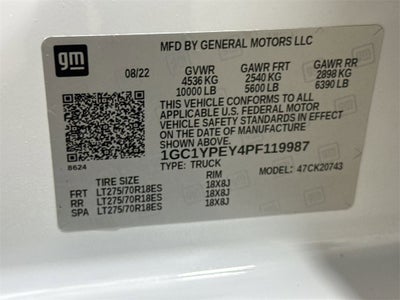 gm
MFD BY GENERAL MOTORS LLC
08/22 GVWR GAWR FRT GAWR RR
4536 KG 2540 KG 2898 KG
10000 LB 5600 LB 6390 LB
THIS VEHICLE CONFORMS TO ALL
APPLICABLE U.S. FEDERAL MOTOR
VEHICLE SAFETY STANDARDS IN EFFECT
ON THE DATE OF MANUFACTURE
SHOWN ABOVE.
1GC1YPEY4PF119987
TYPE: TRUCK MODEL: 47CK20743
8624
TIRE SIZE RIM
FRT LT275/70R18ES 18X8J
RR LT275/70R18ES 18X8J
SPA LT275/70R18ES 18X8J